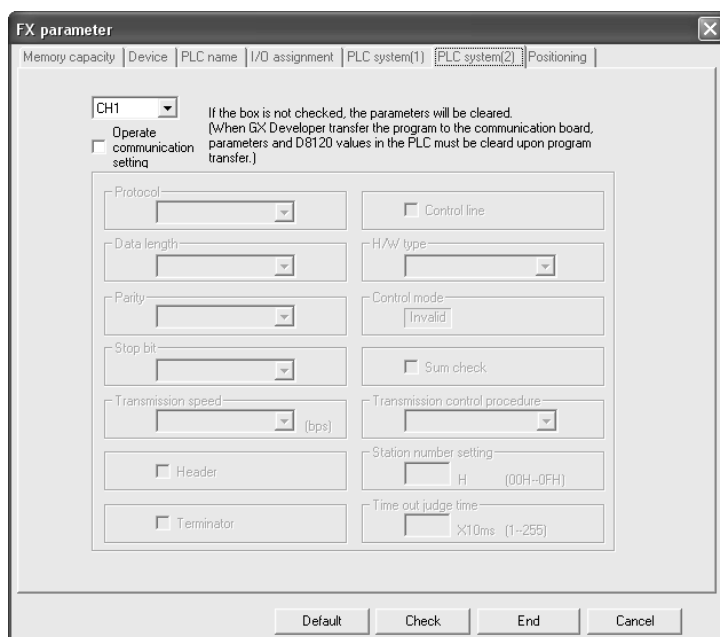 FX parameter
Memory capacity Device PLC name I/O assignment PLC system(1) PLC system(2) Positioning
CH1
If the box is not checked, the parameters will be cleared.
(When GX Developer transfer the program to the communication board,
parameters and D8120 values in the PLC must be cleard upon program
transfer.)
Operate
communication
setting
Protocol
Control line
Data length
H/W type
Parity
Control mode
Invalid
Stop bit
Sum check
Transmission speed
(bps)
Transmission control procedure
Header
Station number setting
H (00H--0FH)
Terminator
Time out judge time
X10ms (1--255)
Default Check End Cancel